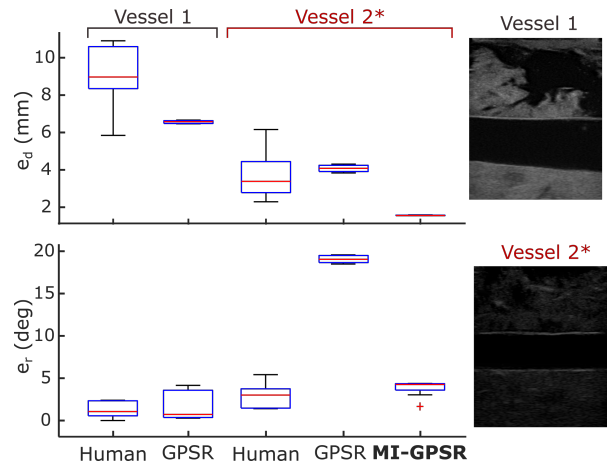 Vessel 1
Vessel 2*
Vessel 1
10
8
6
4
2
e_d (mm)
Vessel 2*
20
15
10
5
0
e_r (deg)
Human
GPSR
Human
GPSR
MI-GPSR